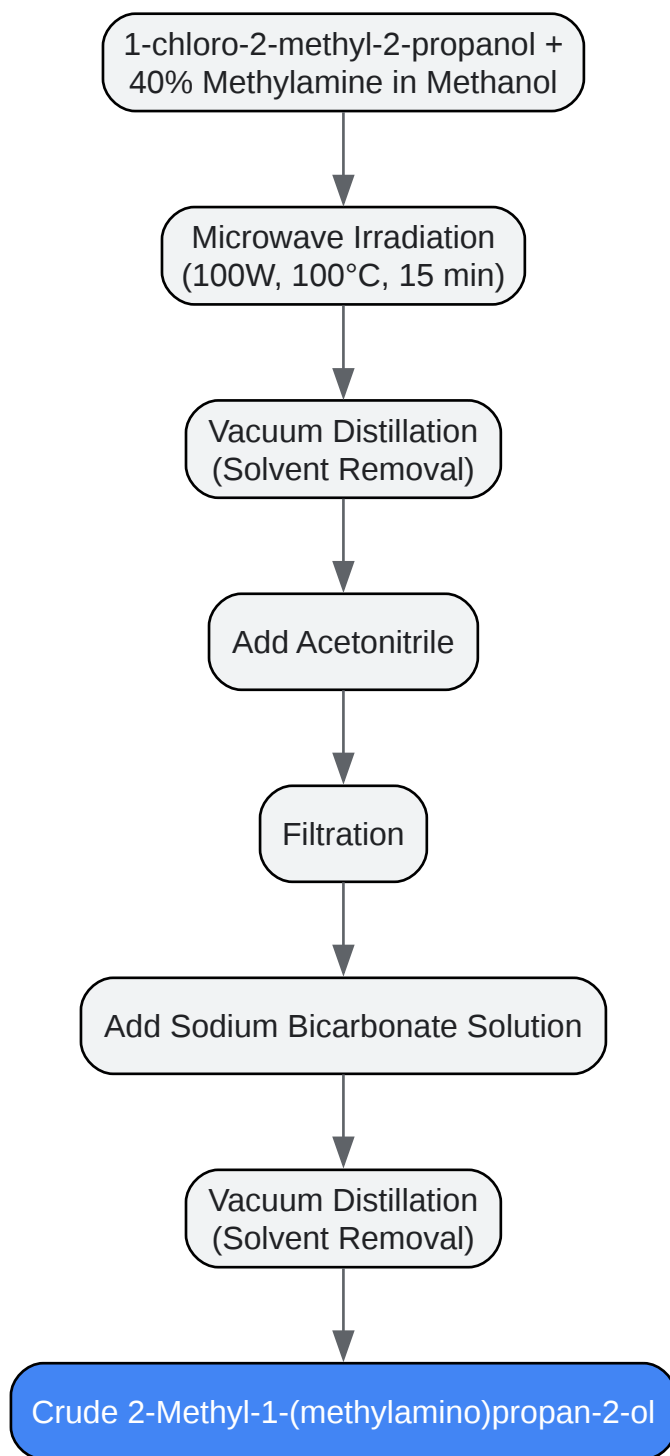 1-chloro-2-methyl-2-propanol +
40% Methylamine in Methanol
Microwave Irradiation
(100W, 100°C, 15 min)
Vacuum Distillation
(Solvent Removal)
Add Acetonitrile
Filtration
Add Sodium Bicarbonate Solution
Vacuum Distillation
(Solvent Removal)
Crude 2-Methyl-1-(methylamino)propan-2-ol